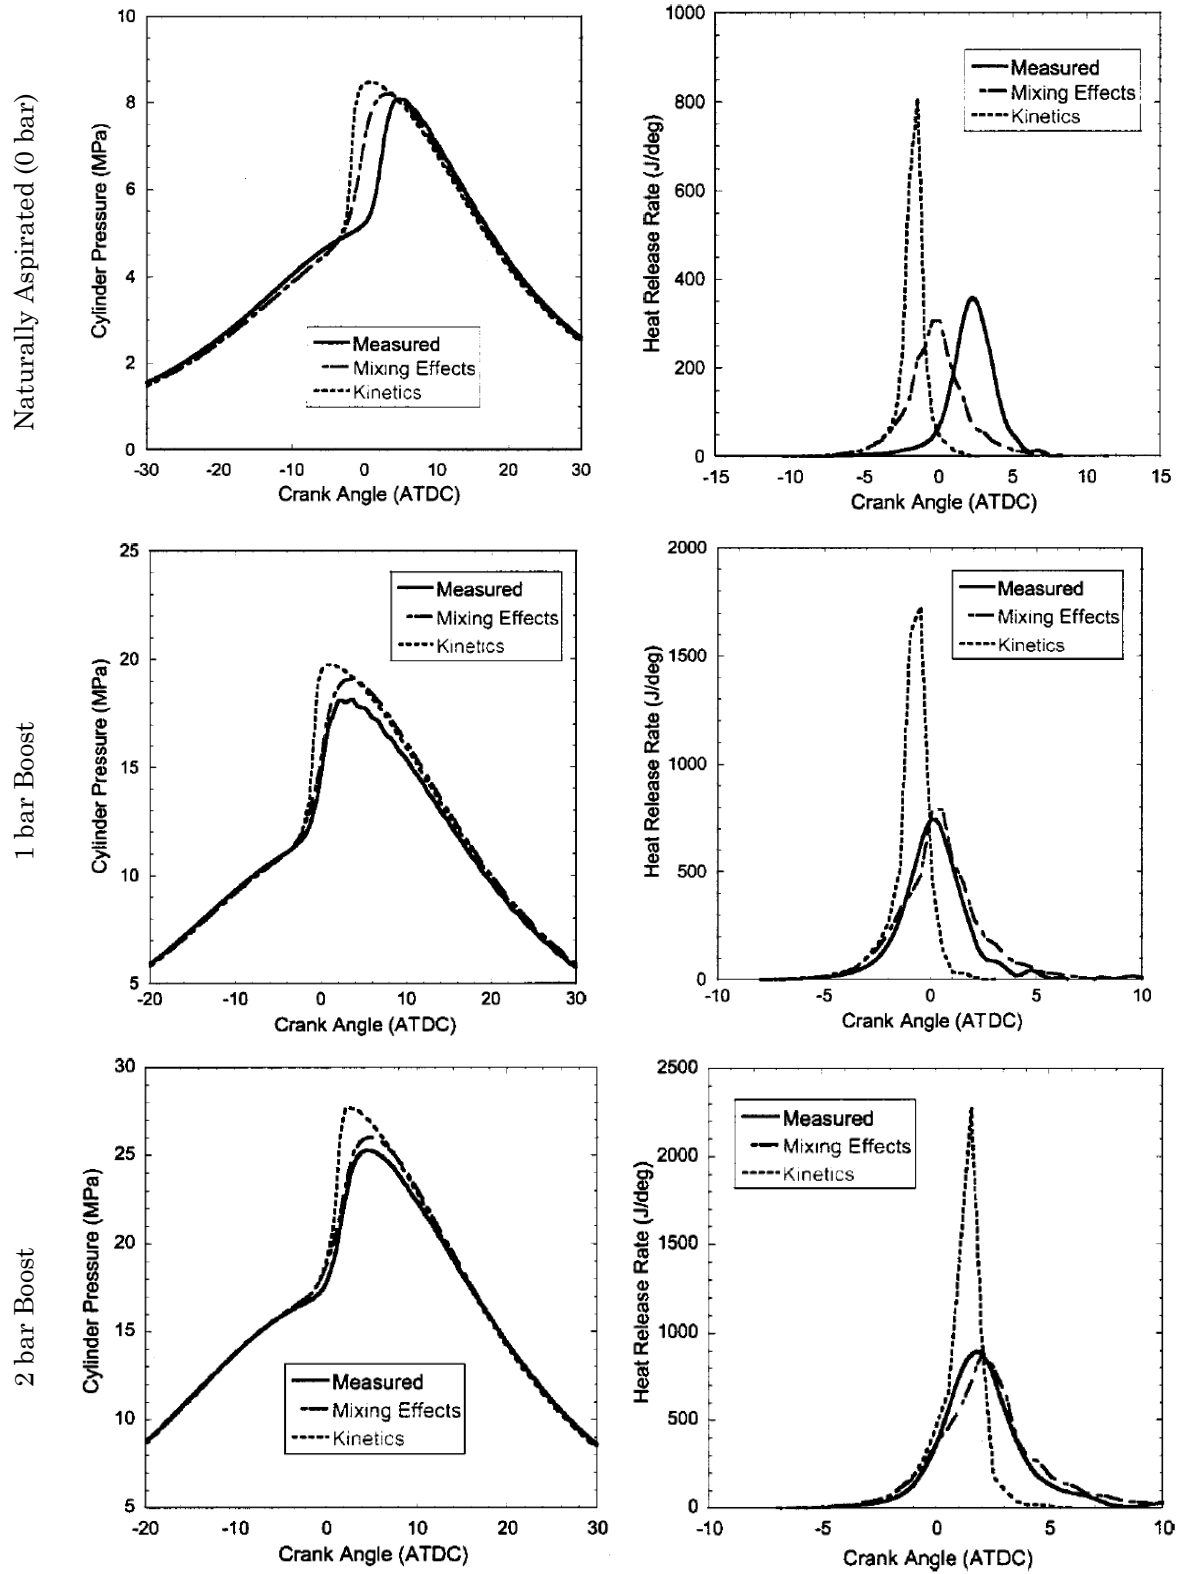 Naturally Aspirated (0 bar)
10
8
6
4
2
0
Cylinder Pressure (MPa)
Measured
Mixing Effects
Kinetics
-30
-20
-10
0
10
20
30
Crank Angle (ATDC)
1000
800
600
400
200
0
Heat Release Rate (J/deg)
Measured
Mixing Effects
Kinetics
-15
-10
-5
0
5
10
15
Crank Angle (ATDC)
1 bar Boost
25
20
15
10
5
Cylinder Pressure (MPa)
Measured
Mixing Effects
Kinetics
-20
-10
0
10
20
30
Crank Angle (ATDC)
2000
1500
1000
500
0
Heat Release Rate (J/deg)
Measured
Mixing Effects
Kinetics
-10
-5
0
5
10
Crank Angle (ATDC)
2 bar Boost
30
25
20
15
10
5
Cylinder Pressure (MPa)
Measured
Mixing Effects
Kinetics
-20
-10
0
10
20
30
Crank Angle (ATDC)
2500
2000
1500
1000
500
0
Heat Release Rate (J/deg)
Measured
Mixing Effects
Kinetics
-10
-5
0
5
10
Crank Angle (ATDC)